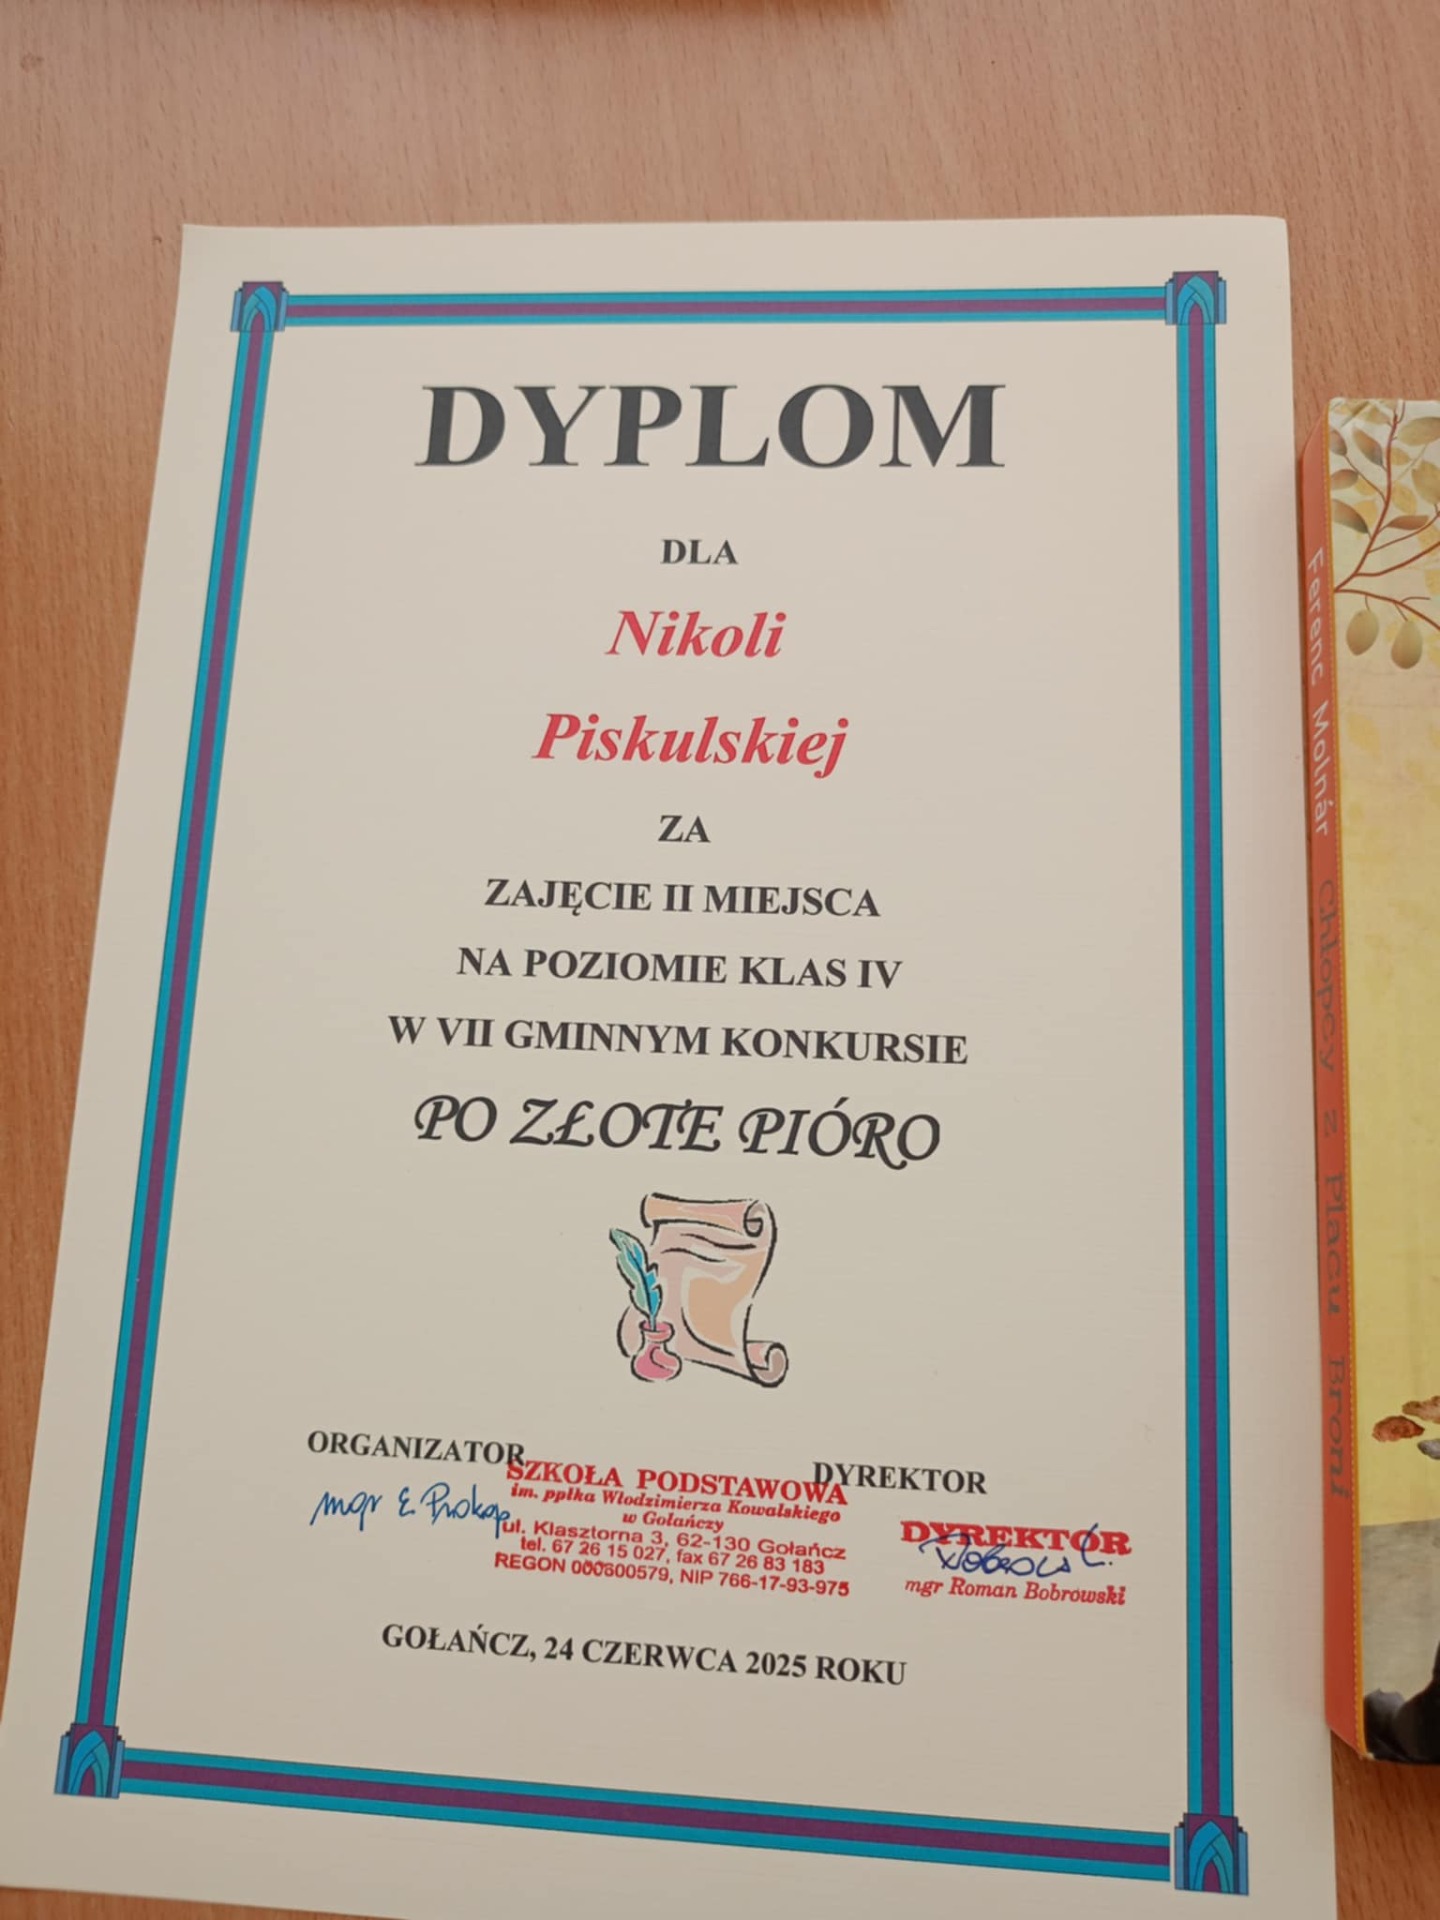 DYPLOM
DLA
Nikoli
Piskulskiej
ZA
ZAJĘCIE II MIEJSCA
NA POZIOMIE KLAS IV
W VII GMINNYM KONKURSIE
PO ZŁOTE PIÓRO
ORGANIZATOR
mgr E. Prokop
SZKOŁA PODSTAWOWA
im. ppłka Włodzimierza Kowalskiego
w Gołańczy
ul. Klasztorna 3, 62-130 Gołańcz
tel. 67 26 15 027, fax 67 26 83 183
REGON 000600579, NIP 766-17-93-975
DYREKTOR
DYREKTOR
mgr Roman Bobrowski
GOŁAŃCZ, 24 CZERWCA 2025 ROKU
Ferenc Molnár Chłopcy z Placu Broni